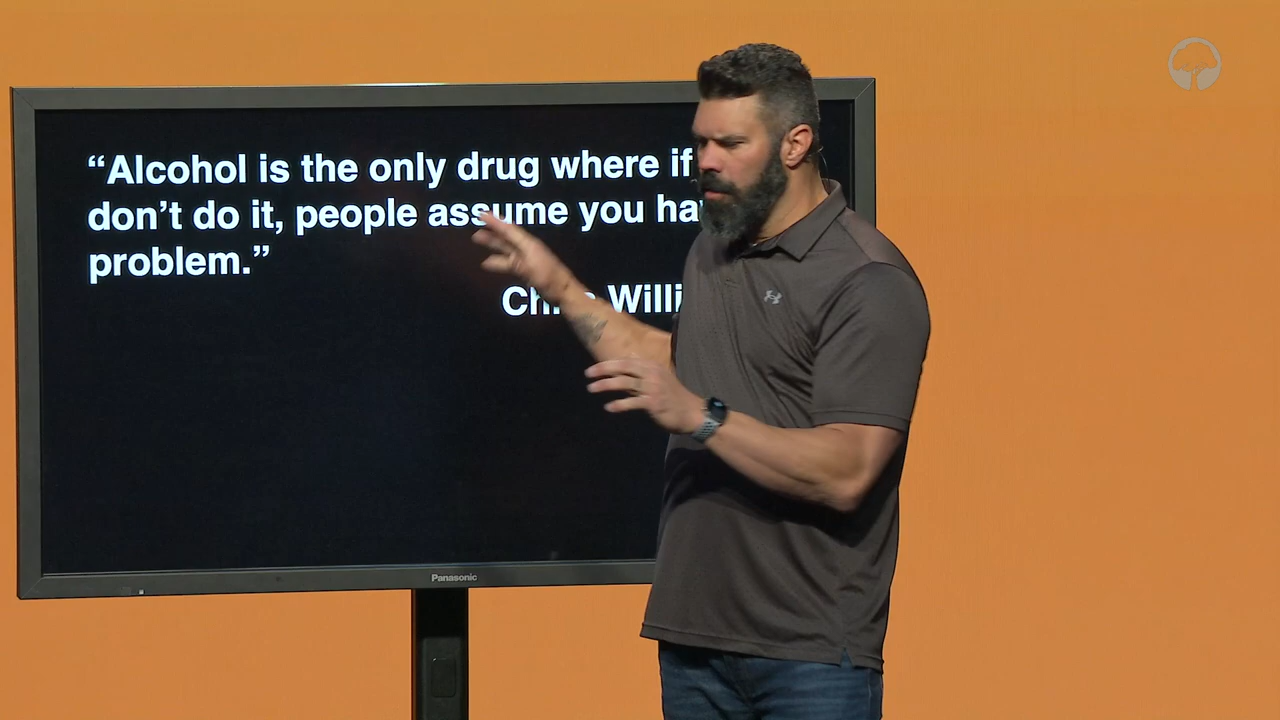 “Alcohol is the only drug where if
don’t do it, people assume you
problem.”
Panasonic